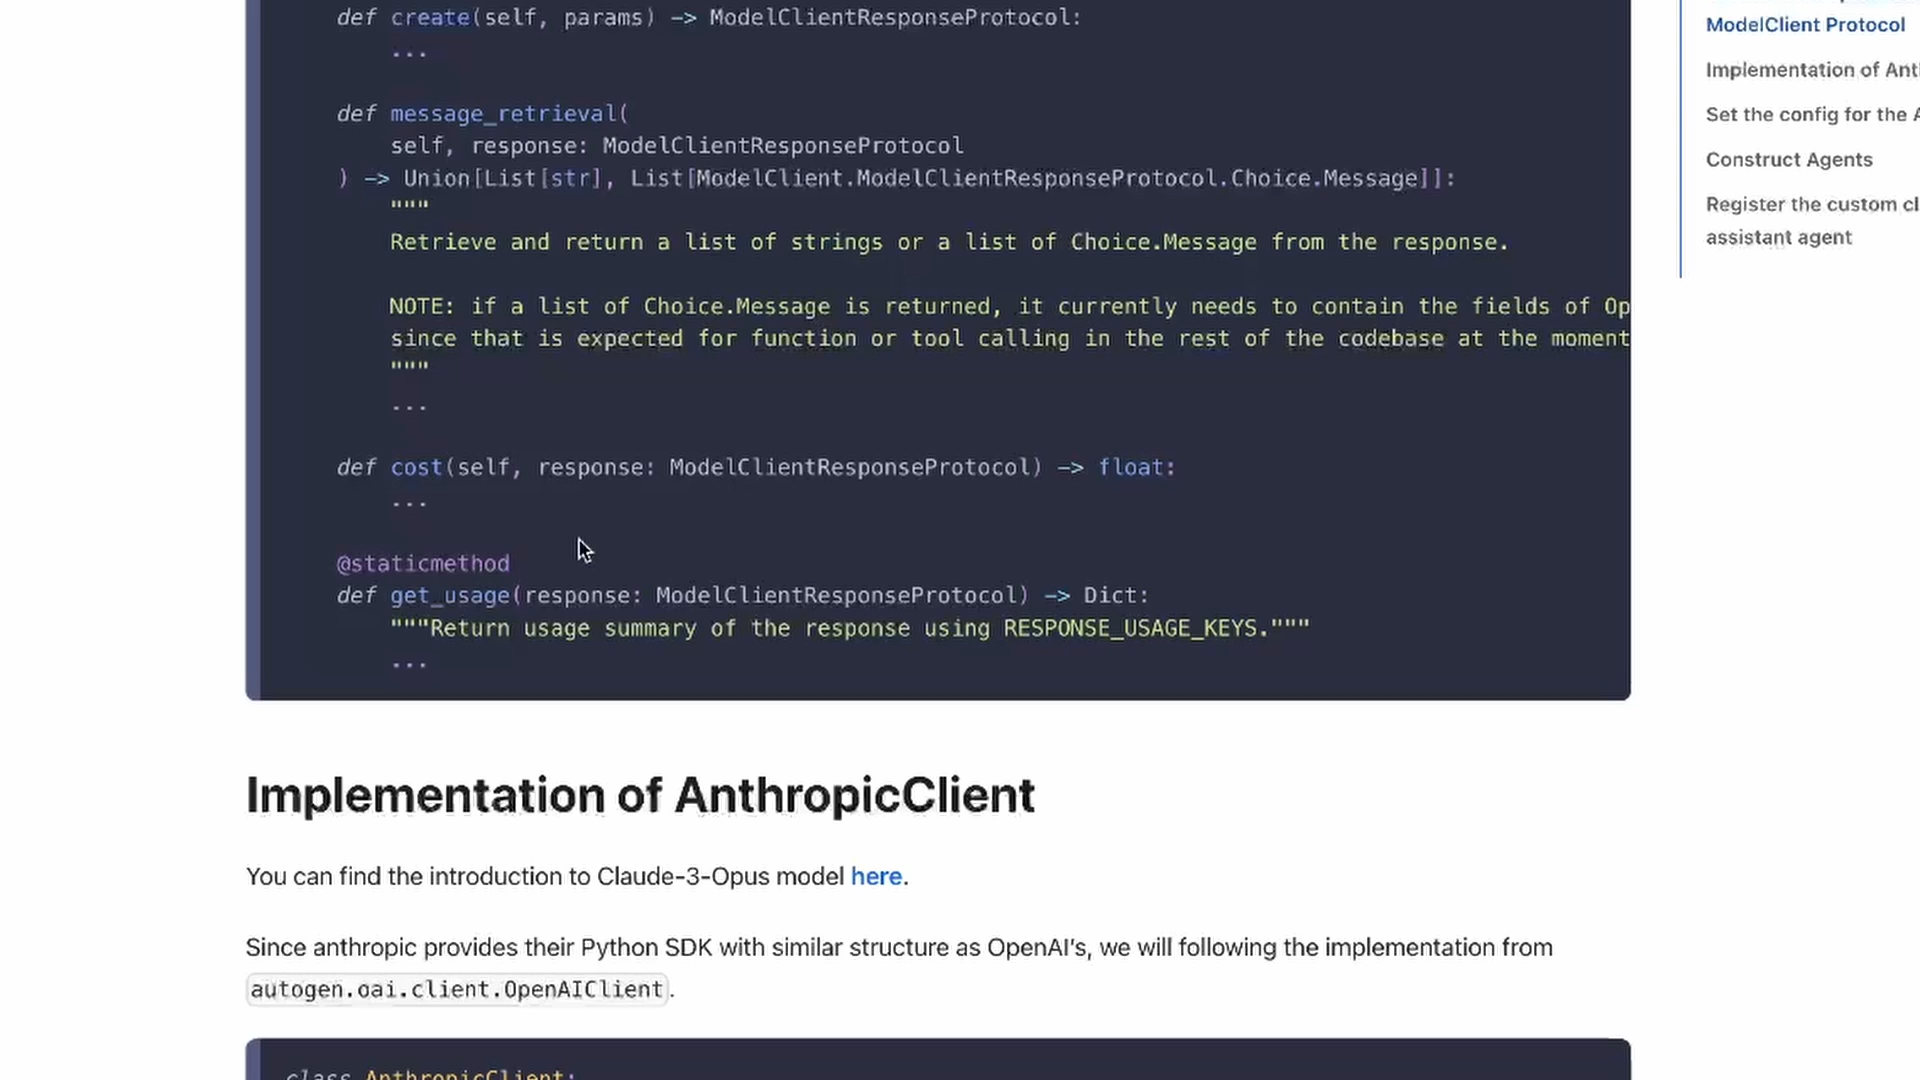 def create(self, params) -> ModelClientResponseProtocol:
...
def message_retrieval(
self, response: ModelClientResponseProtocol
) -> Union[List[str], List[ModelClient.ModelClientResponseProtocol.Choice.Message]]:
"""
Retrieve and return a list of strings or a list of Choice.Message from the response.
NOTE: if a list of Choice.Message is returned, it currently needs to contain the fields of Op
since that is expected for function or tool calling in the rest of the codebase at the moment
"""
...
def cost(self, response: ModelClientResponseProtocol) -> float:
...
@staticmethod
def get_usage(response: ModelClientResponseProtocol) -> Dict:
"""Return usage summary of the response using RESPONSE_USAGE_KEYS."""
...
Implementation of AnthropicClient
You can find the introduction to Claude-3-Opus model here.
Since anthropic provides their Python SDK with similar structure as OpenAI's, we will following the implementation from
autogen.oai.client.OpenAIClient.
class AnthropicClient:
ModelClient Protocol
Implementation of Ant
Set the config for the A
Construct Agents
Register the custom cl
assistant agent